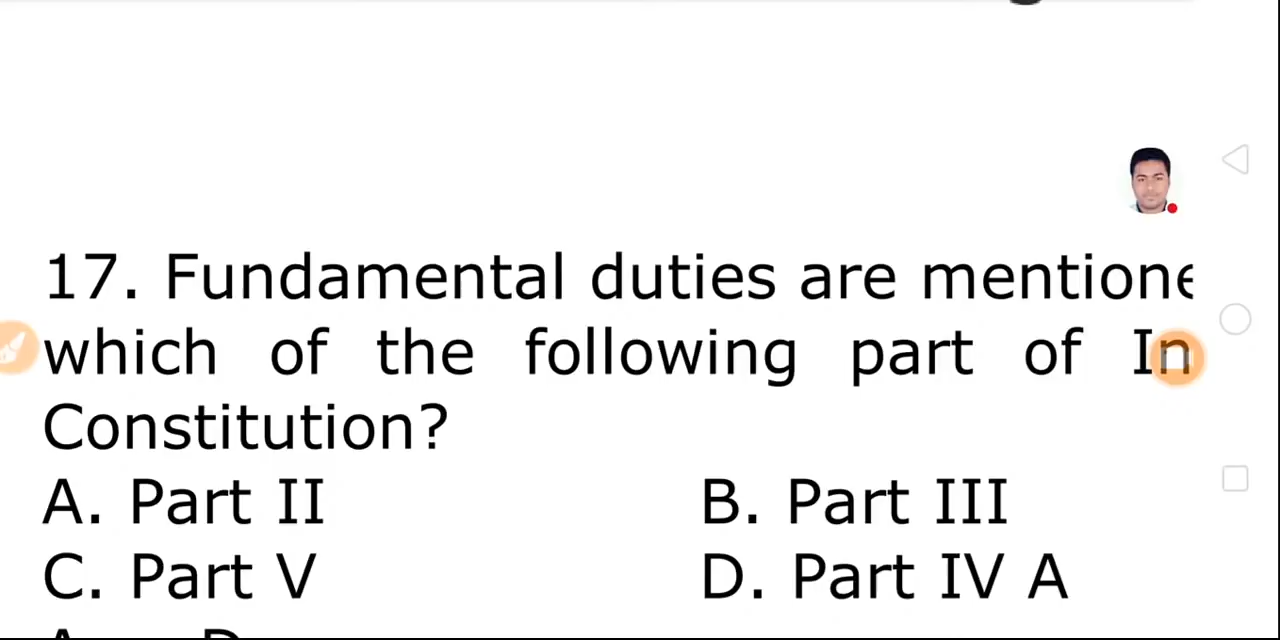 17. Fundamental duties are mentione
which of the following part of In
Constitution?
A. Part II B. Part III
C. Part V D. Part IV A